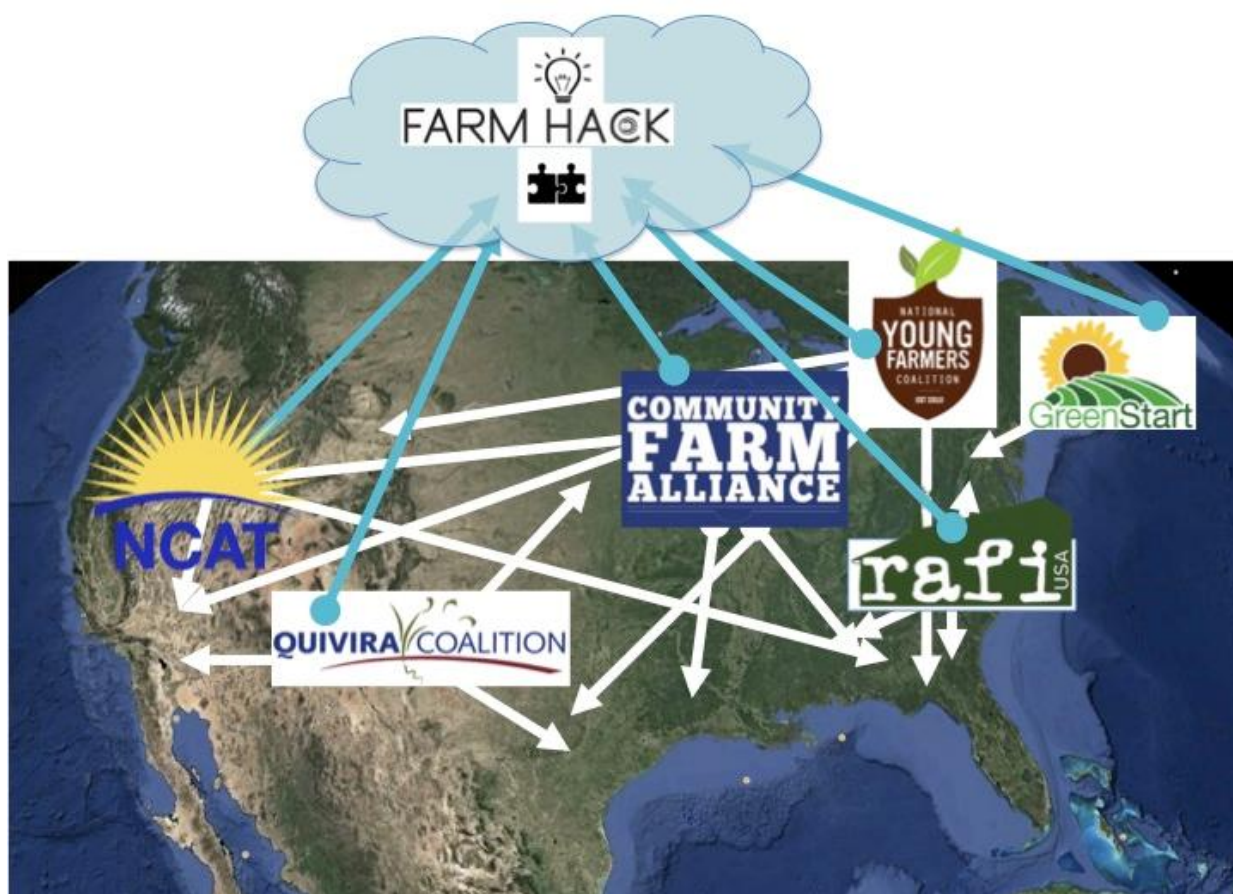 FARM HACK
NATIONAL
YOUNG
FARMERS
COALITION
EST 2010
GreenStart
COMMUNITY
FARM
ALLIANCE
NCAT
rafi
USA
QUIVIRA COALITION